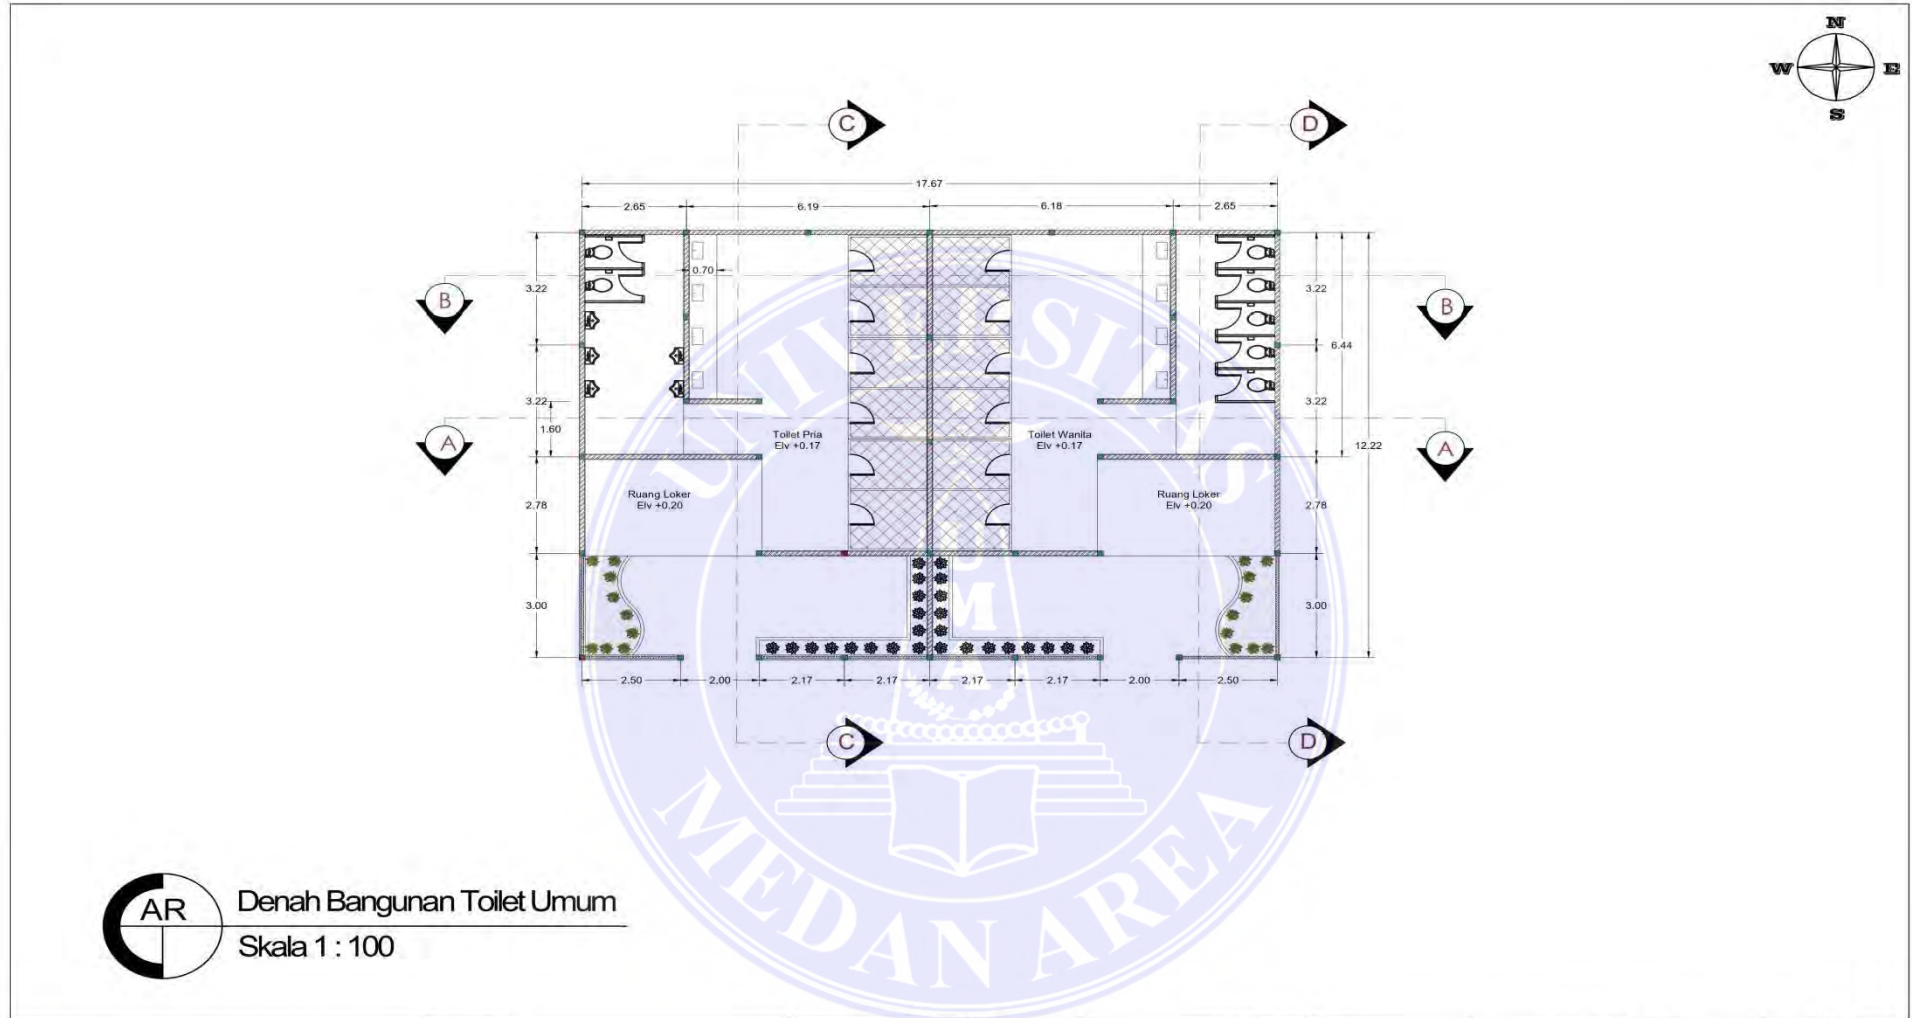 N
W E
S
C
D
17.67
2.65 6.19 6.18 2.65
0.70
B
3.22
3.22
B
6.44
3.22
3.22
1.60
A
Toilet Pria
Elv +0.17
Toilet Wanita
Elv +0.17
12.22
A
2.78
Ruang Loker
Elv +0.20
Ruang Loker
Elv +0.20
2.78
3.00
3.00
2.50 2.00 2.17 2.17 2.17 2.17 2.00 2.50
C
D
UNIVERSITAS
UMA
MEDAN AREA
AR
Denah Bangunan Toilet Umum
Skala 1 : 100